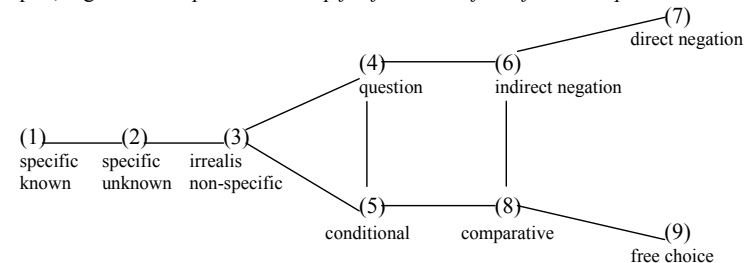 (7)
direct negation
(4) (6)
question indirect negation
(1) (2) (3)
specific specific irrealis
known unknown non-specific
(5) (8)
conditional comparative
(9)
free choice